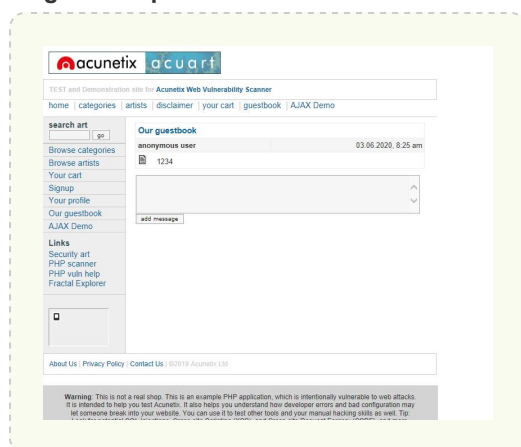 acunetix acuart
TEST and Demonstration site for Acunetix Web Vulnerability Scanner
home | categories | artists | disclaimer | your cart | guestbook | AJAX Demo
search art
go
Browse categories
Browse artists
Your cart
Signup
Your profile
Our guestbook
AJAX Demo
Links
Security art
PHP scanner
PHP vuln help
Fractal Explorer
Our guestbook
anonymous user 03.06.2020, 8:25 am
1234
add message
About Us | Privacy Policy | Contact Us | ©2019 Acunetix Ltd
Warning: This is not a real shop. This is an example PHP application, which is intentionally vulnerable to web attacks.
It is intended to help you test Acunetix. It also helps you understand how developer errors and bad configuration may
let someone break into your website. You can use it to test other tools and your manual hacking skills as well. Tip: